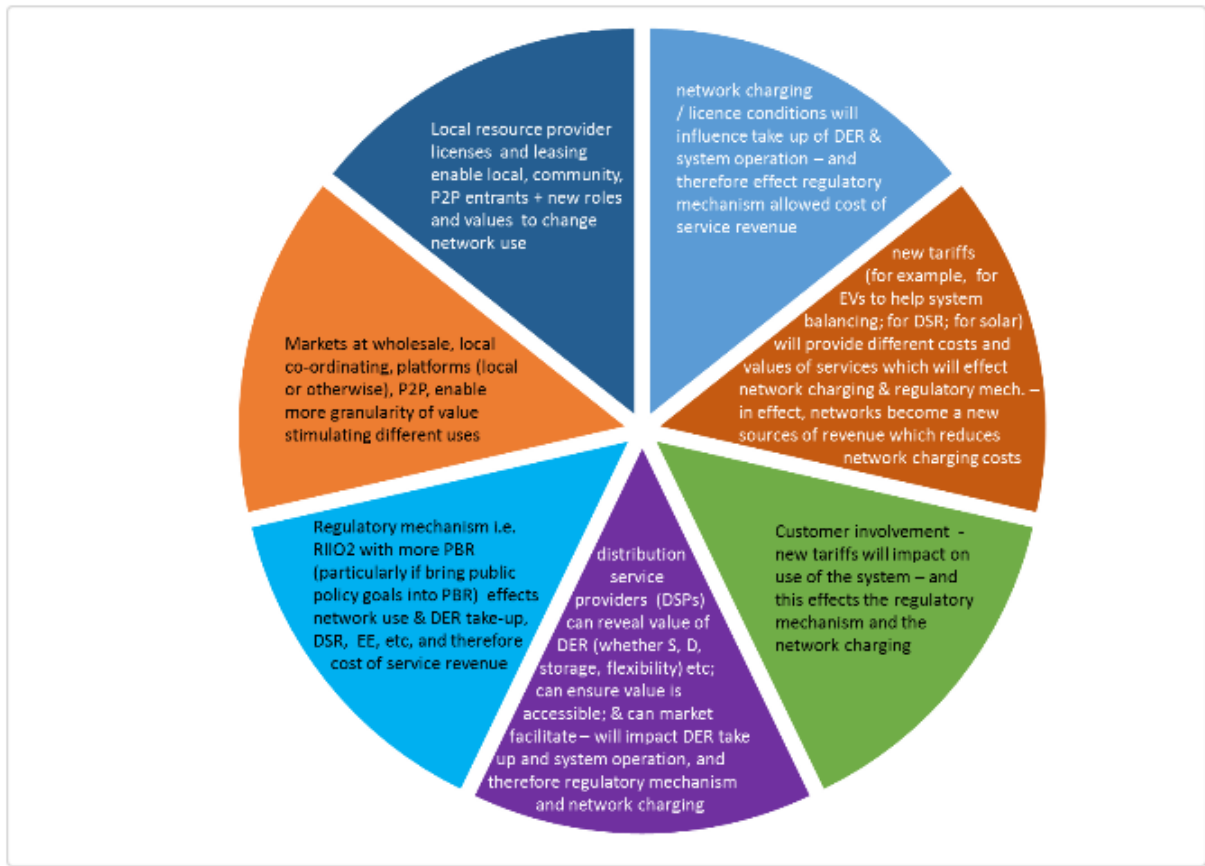 network charging
/ licence conditions will
influence take up of DER &
system operation – and
therefore effect regulatory
mechanism allowed cost of
service revenue
new tariffs
(for example, for
EVs to help system
balancing; for DSR; for solar)
will provide different costs and
values of services which will effect
network charging & regulatory mech. –
in effect, networks become a new
sources of revenue which reduces
network charging costs
Customer involvement -
new tariffs will impact on
use of the system – and
this effects the regulatory
mechanism and the
network charging
distribution
service
providers (DSPs)
can reveal value of
DER (whether S, D,
storage, flexibility) etc;
can ensure value is
accessible; & can market
facilitate – will impact DER take
up and system operation, and
therefore regulatory mechanism
and network charging
Regulatory mechanism i.e.
RIIO2 with more PBR
(particularly if bring public
policy goals into PBR) effects
network use & DER take-up,
DSR, EE, etc, and therefore
cost of service revenue
Markets at wholesale, local
co-ordinating, platforms (local
or otherwise), P2P, enable
more granularity of value
stimulating different uses
Local resource provider
licenses and leasing
enable local, community,
P2P entrants + new roles
and values to change
network use